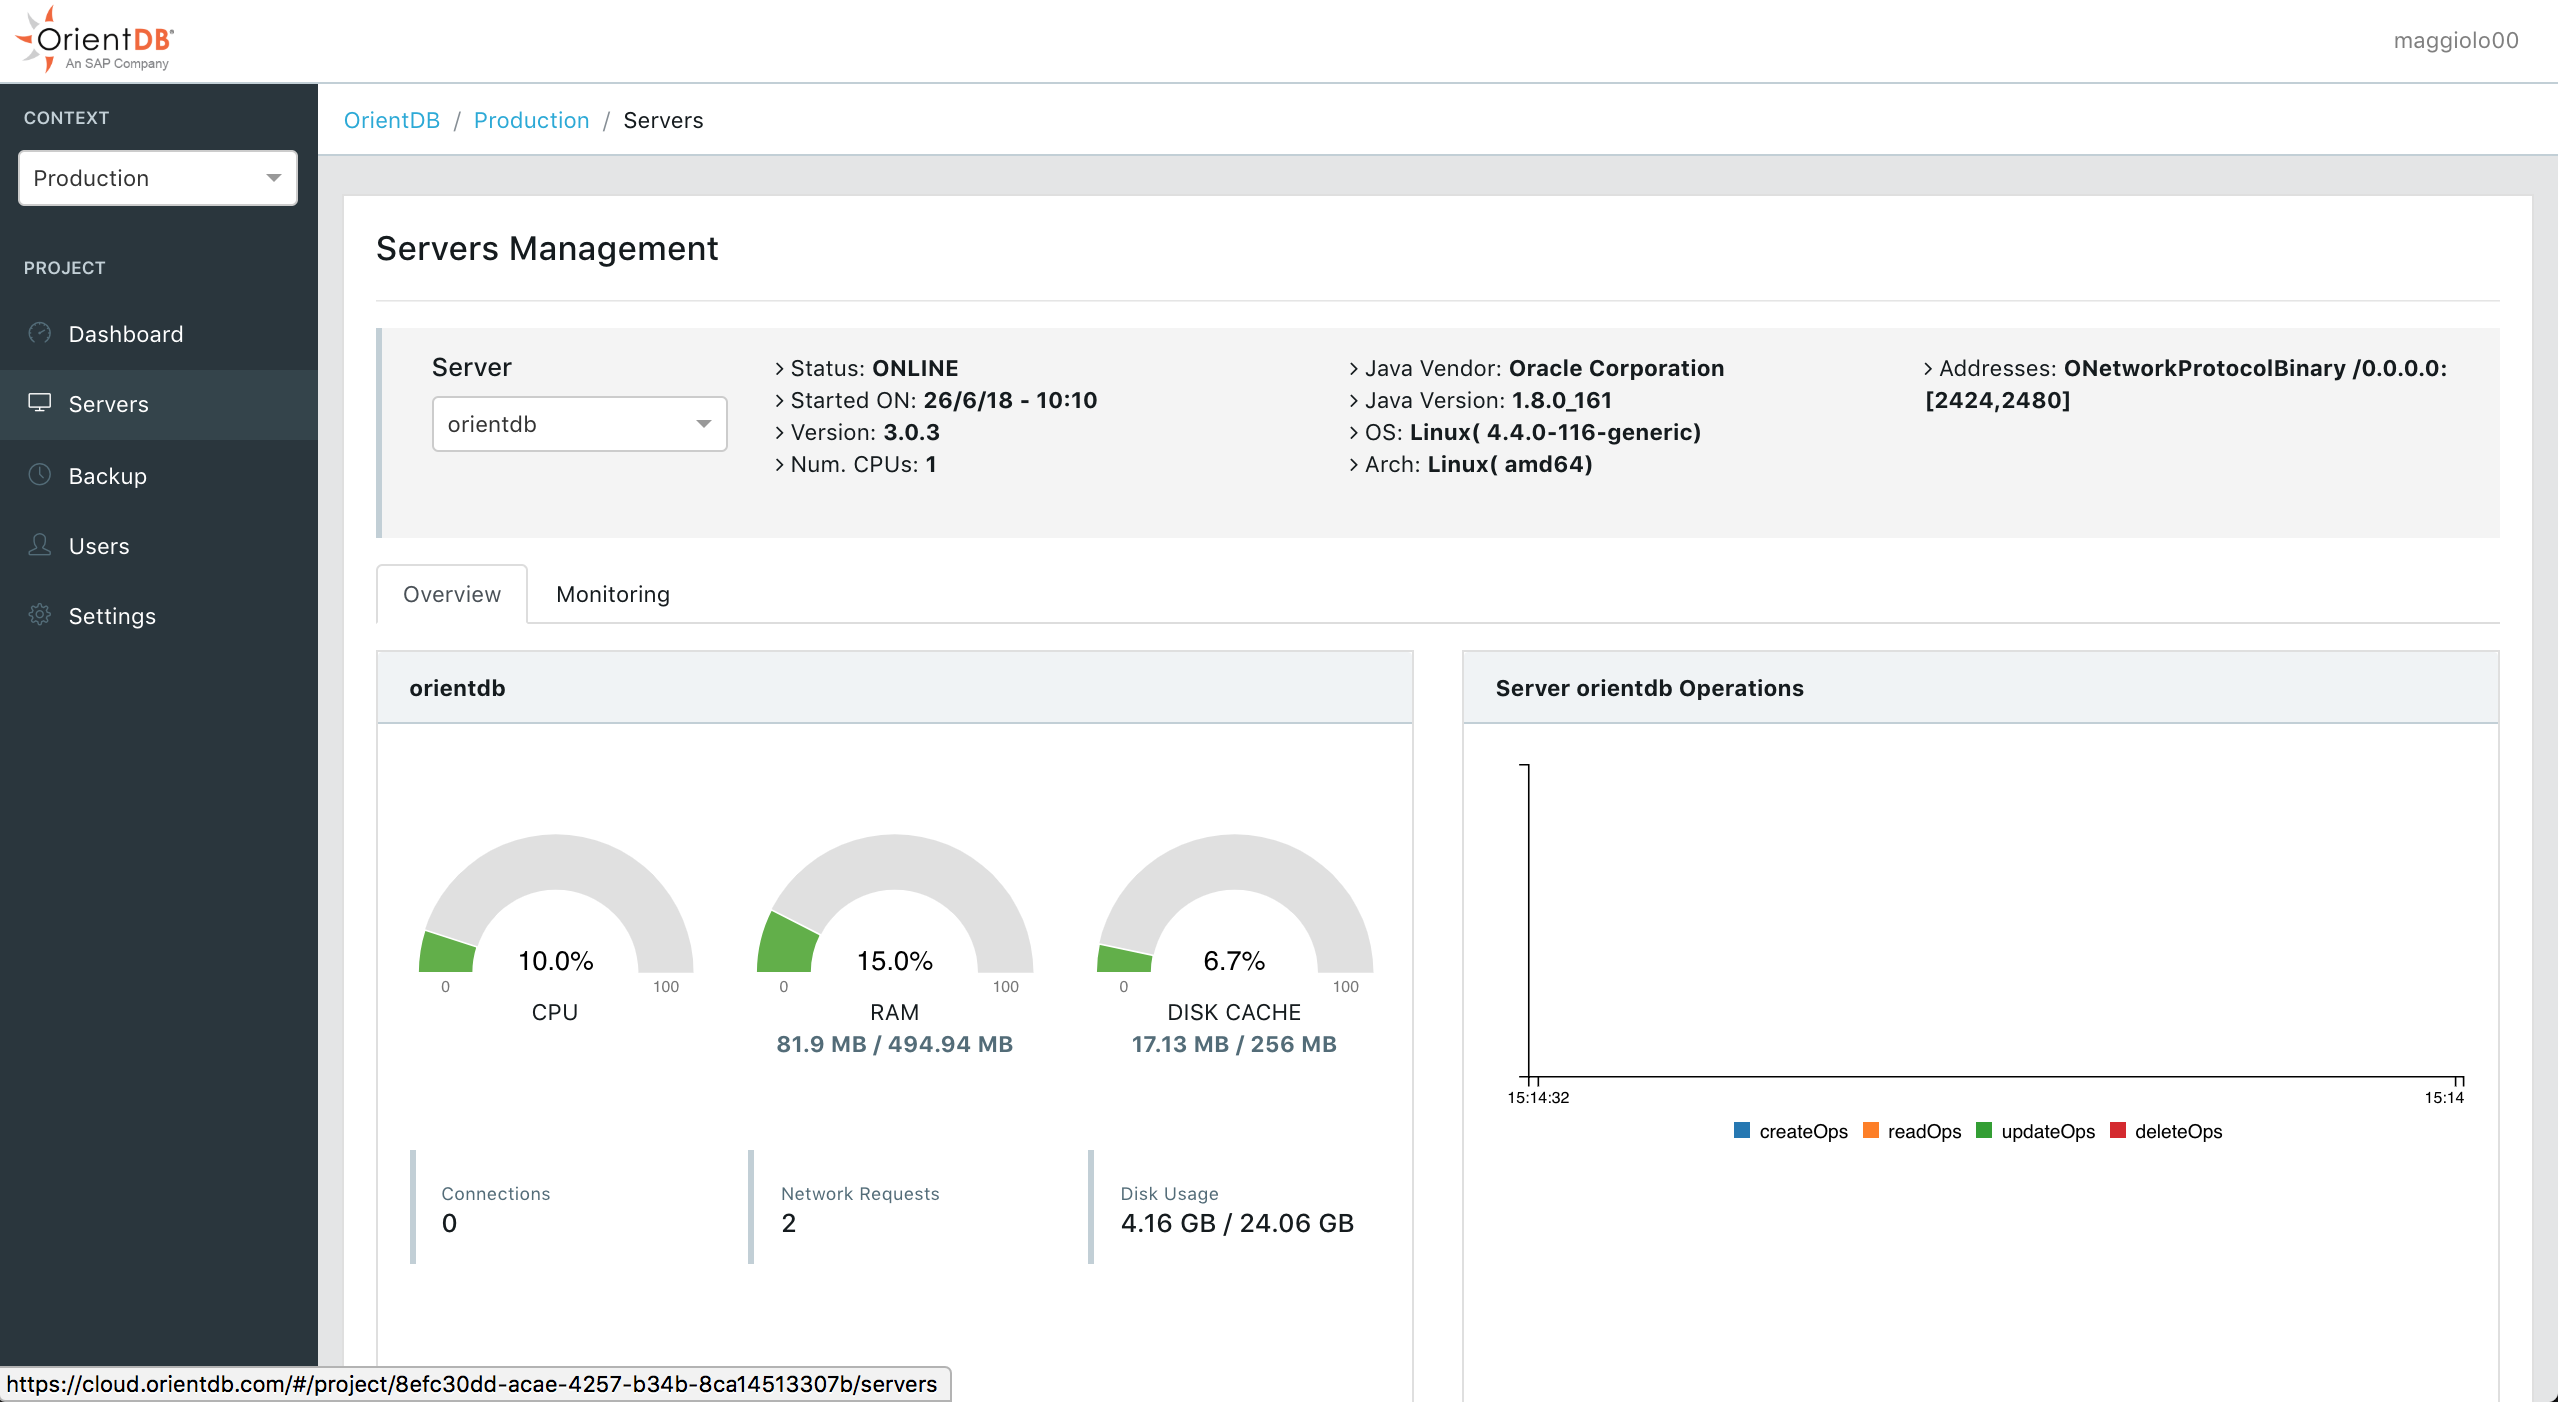 OrientDB®
An SAP Company
maggiolo00
CONTEXT
Production
PROJECT
Dashboard
Servers
Backup
Users
Settings
OrientDB / Production / Servers
Servers Management
Server
orientdb
> Status: ONLINE
> Started ON: 26/6/18 - 10:10
> Version: 3.0.3
> Num. CPUs: 1
> Java Vendor: Oracle Corporation
> Java Version: 1.8.0_161
> OS: Linux( 4.4.0-116-generic)
> Arch: Linux( amd64)
> Addresses: ONetworkProtocolBinary /0.0.0.0:
[2424,2480]
Overview Monitoring
orientdb
10.0%
0 100
CPU
15.0%
0 100
RAM
81.9 MB / 494.94 MB
6.7%
0 100
DISK CACHE
17.13 MB / 256 MB
Connections
0
Network Requests
2
Disk Usage
4.16 GB / 24.06 GB
Server orientdb Operations
15:14:32 15:14
createOps readOps updateOps deleteOps
https://cloud.orientdb.com/#/project/8efc30dd-acae-4257-b34b-8ca14513307b/servers